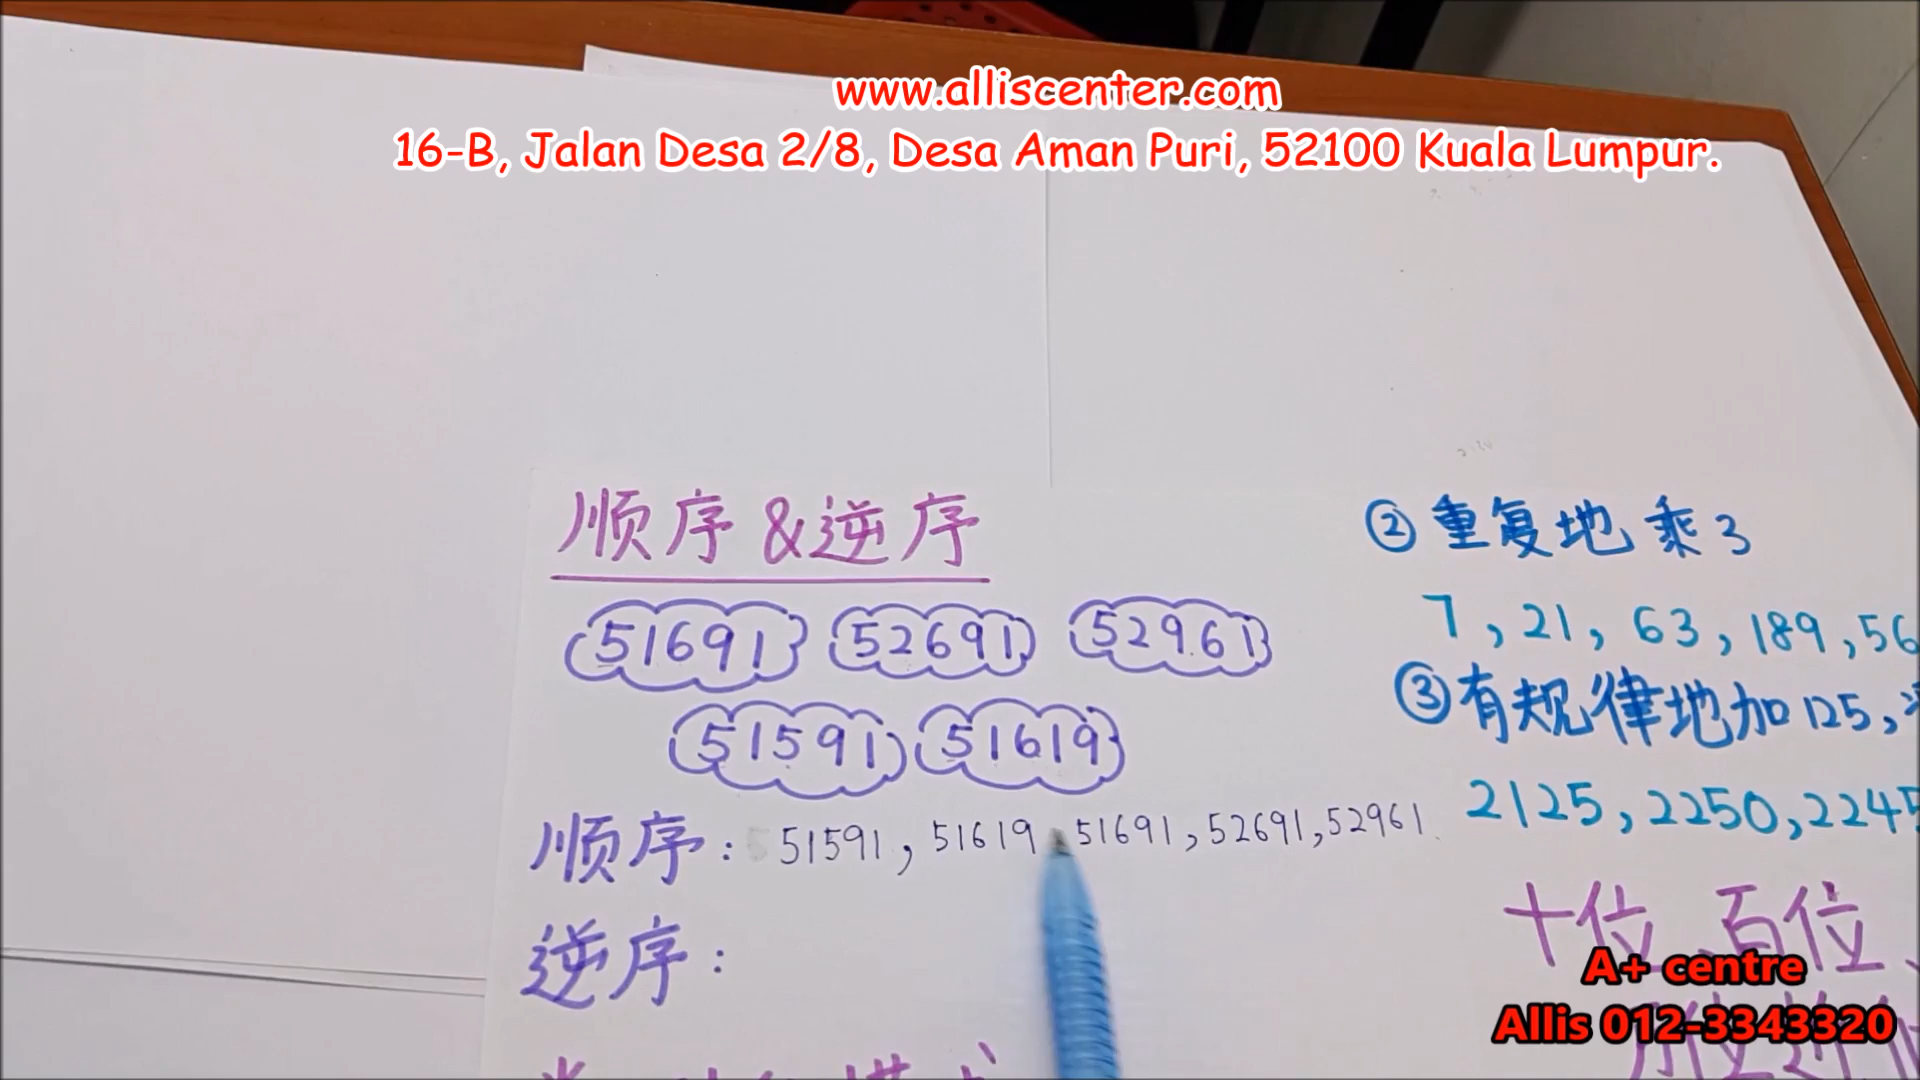 www.alliscenter.com
16-B, Jalan Desa 2/8, Desa Aman Puri, 52100 Kuala Lumpur.
顺序&逆序
51691 52691 52961
51591 51619
顺序: 51591, 51619 51691, 52691, 52961
逆序:
② 重复地乘3
7, 21, 63, 189, 56
③ 有规律地加125,
2125, 2250, 2245
十位、百位、
A+ centre
Allis 012-3343320